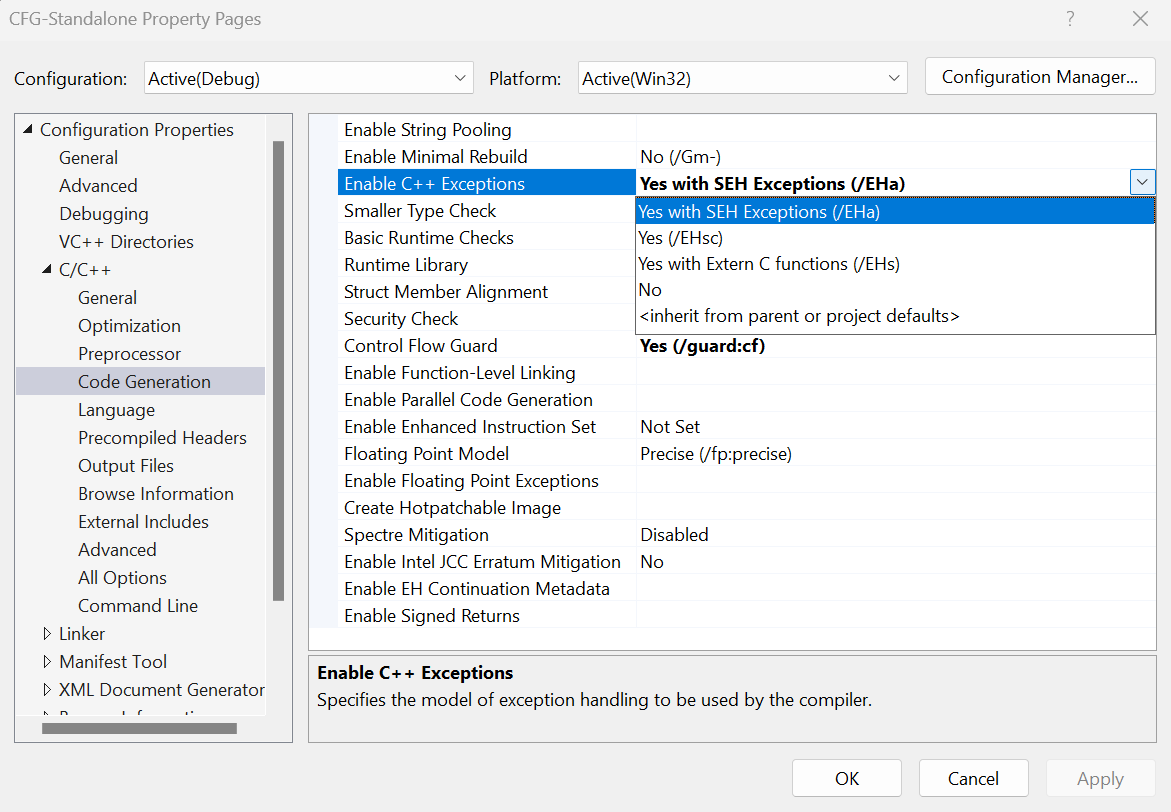 CFG-Standalone Property Pages
Configuration: Active(Debug) Platform: Active(Win32) Configuration Manager...
Configuration Properties
General
Advanced
Debugging
VC++ Directories
C/C++
General
Optimization
Preprocessor
Code Generation
Language
Precompiled Headers
Output Files
Browse Information
External Includes
Advanced
All Options
Command Line
Linker
Manifest Tool
XML Document Generator
Enable String Pooling
Enable Minimal Rebuild No (/Gm-)
Enable C++ Exceptions Yes with SEH Exceptions (/EHa)
Smaller Type Check
Basic Runtime Checks
Runtime Library
Struct Member Alignment
Security Check
Yes with SEH Exceptions (/EHa)
Yes (/EHsc)
Yes with Extern C functions (/EHs)
No
<inherit from parent or project defaults>
Control Flow Guard Yes (/guard:cf)
Enable Function-Level Linking
Enable Parallel Code Generation
Enable Enhanced Instruction Set Not Set
Floating Point Model Precise (/fp:precise)
Enable Floating Point Exceptions
Create Hotpatchable Image
Spectre Mitigation Disabled
Enable Intel JCC Erratum Mitigation No
Enable EH Continuation Metadata
Enable Signed Returns
Enable C++ Exceptions
Specifies the model of exception handling to be used by the compiler.
OK Cancel Apply